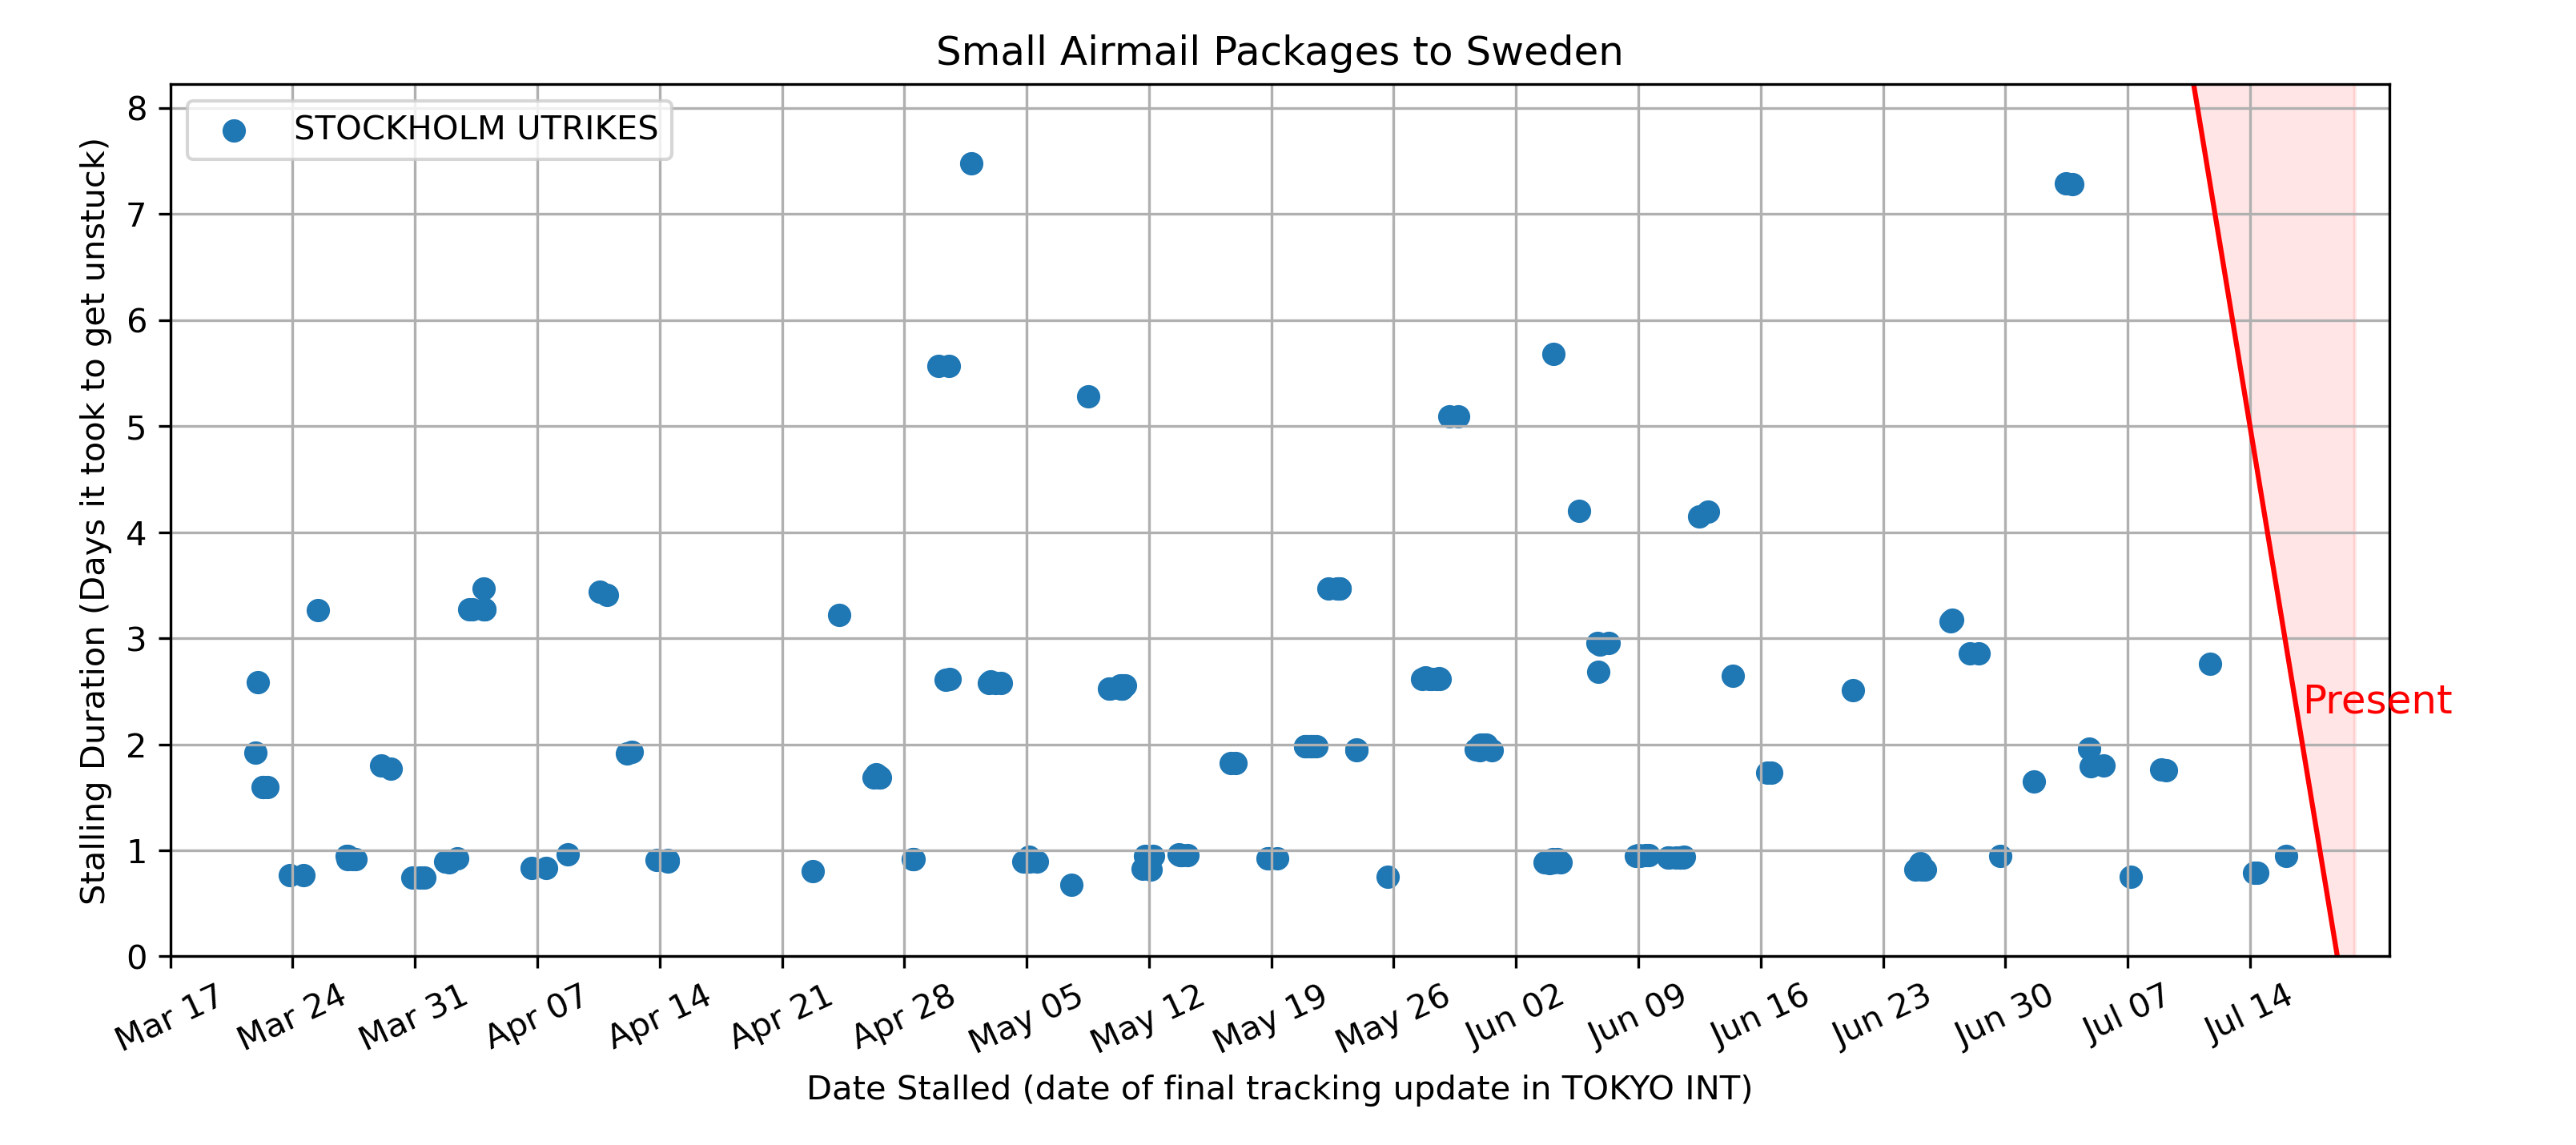 Small Airmail Packages to Sweden
STOCKHOLM UTRIKES
Stalling Duration (Days it took to get unstuck)
8
7
6
5
4
3
2
1
0
Present
Mar 17
Mar 24
Mar 31
Apr 07
Apr 14
Apr 21
Apr 28
May 05
May 12
May 19
May 26
Jun 02
Jun 09
Jun 16
Jun 23
Jun 30
Jul 07
Jul 14
Date Stalled (date of final tracking update in TOKYO INT)